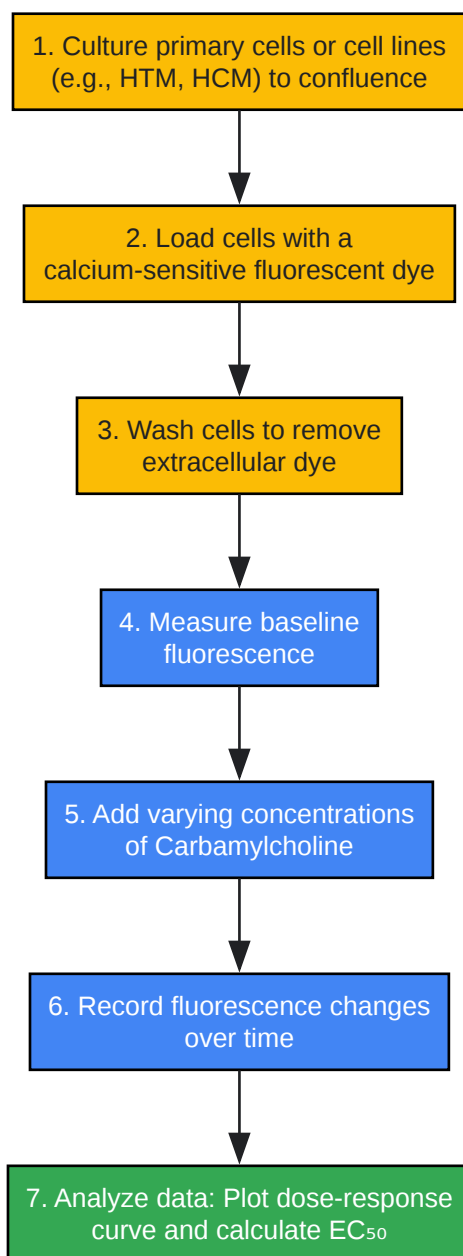 1. Culture primary cells or cell lines
(e.g., HTM, HCM) to confluence
2. Load cells with a
calcium-sensitive fluorescent dye
3. Wash cells to remove
extracellular dye
4. Measure baseline
fluorescence
5. Add varying concentrations
of Carbamylcholine
6. Record fluorescence changes
over time
7. Analyze data: Plot dose-response
curve and calculate EC₅₀